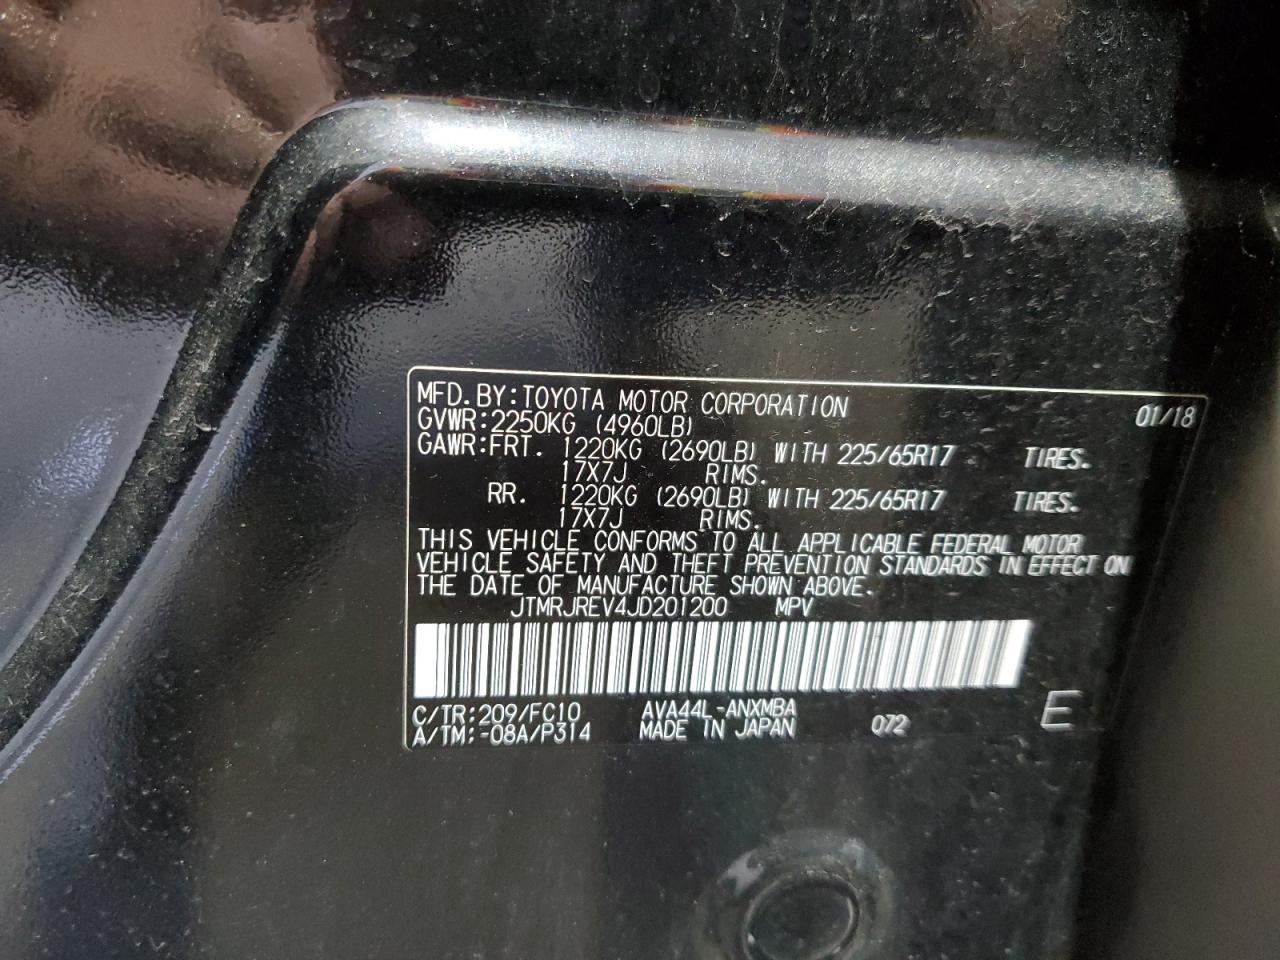 MFD. BY: TOYOTA MOTOR CORPORATION 01/18
GVWR: 2250KG (4960LB)
GAWR: FRT. 1220KG (2690LB) WITH 225/65R17 TIRES.
17X7J RIMS.
RR. 1220KG (2690LB) WITH 225/65R17 TIRES.
17X7J RIMS.
THIS VEHICLE CONFORMS TO ALL APPLICABLE FEDERAL MOTOR
VEHICLE SAFETY AND THEFT PREVENTION STANDARDS IN EFFECT ON
THE DATE OF MANUFACTURE SHOWN ABOVE.
JTMRJREV4JD201200 MPV
C/TR: 209/FC10 AVA44L-ANXMBA
A/TM: -08A/P314 MADE IN JAPAN 072 E